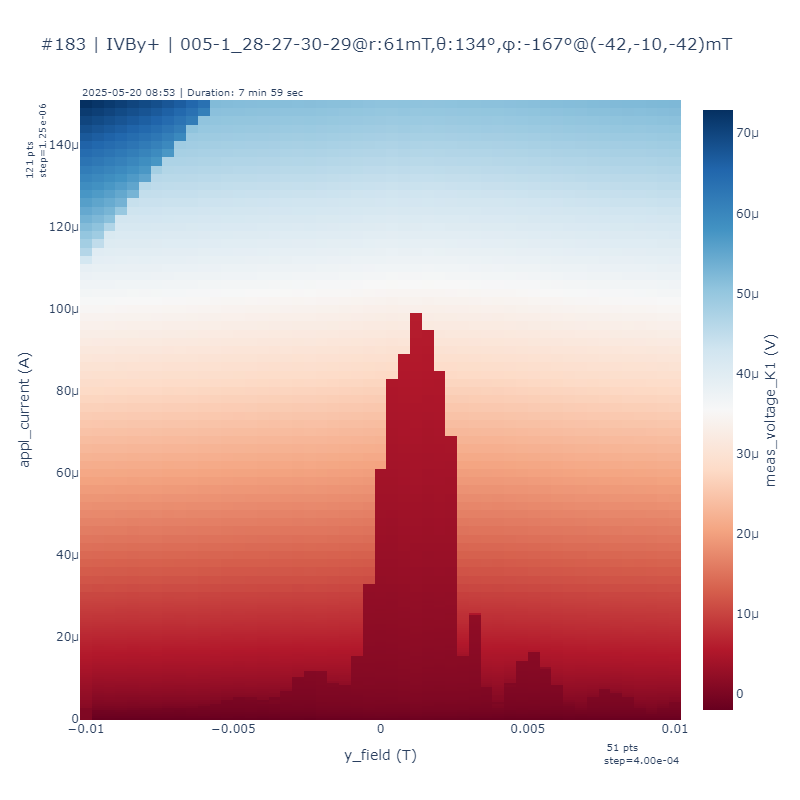 #183 | IVBy+ | 005-1_28-27-30-29@r:61mT,θ:134º,φ:-167º@(-42,-10,-42)mT
2025-05-20 08:53 | Duration: 7 min 59 sec
121 pts
step=1.25e-06
140μ
120μ
100μ
80μ
60μ
40μ
20μ
0
appl_current (A)
−0.01
−0.005
0
0.005
0.01
y_field (T)
51 pts
step=4.00e-04
70μ
60μ
50μ
40μ
30μ
20μ
10μ
0
meas_voltage_K1 (V)